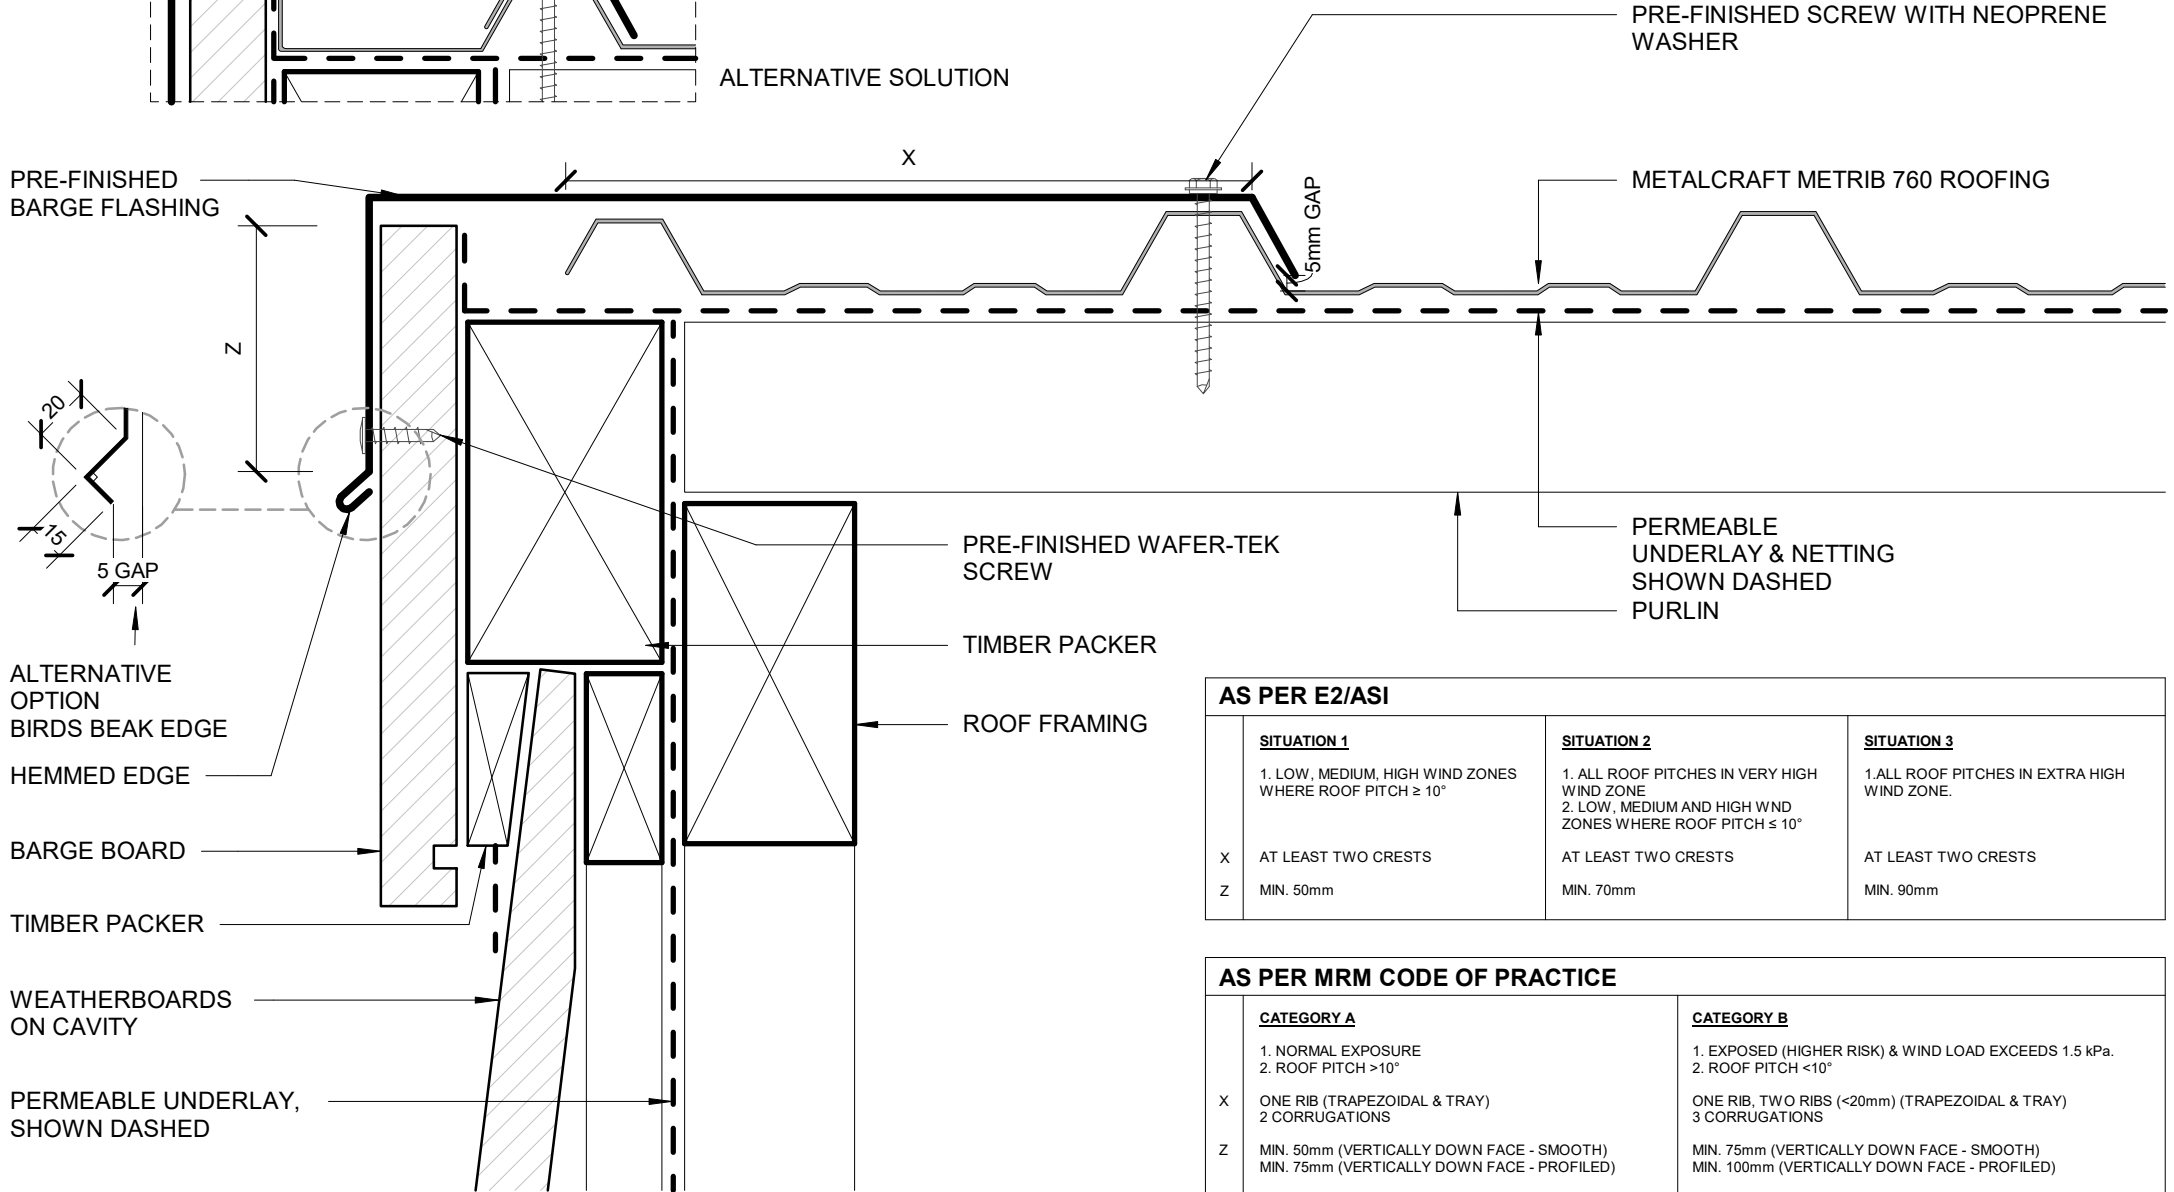 PRE-FINISHED SCREW WITH NEOPRENE
WASHER
ALTERNATIVE SOLUTION
X
PRE-FINISHED
BARGE FLASHING
5mm GAP
METALCRAFT METRIB 760 ROOFING
Z
20
15
5 GAP
PRE-FINISHED WAFER-TEK
SCREW
PERMEABLE
UNDERLAY & NETTING
SHOWN DASHED
PURLIN
TIMBER PACKER
ROOF FRAMING
ALTERNATIVE
OPTION
BIRDS BEAK EDGE
HEMMED EDGE
BARGE BOARD
TIMBER PACKER
WEATHERBOARDS
ON CAVITY
PERMEABLE UNDERLAY,
SHOWN DASHED
AS PER E2/ASI
SITUATION 1
1. LOW, MEDIUM, HIGH WIND ZONES
WHERE ROOF PITCH ≥ 10°
SITUATION 2
1. ALL ROOF PITCHES IN VERY HIGH
WIND ZONE
2. LOW, MEDIUM AND HIGH WND
ZONES WHERE ROOF PITCH ≤ 10°
SITUATION 3
1.ALL ROOF PITCHES IN EXTRA HIGH
WIND ZONE.
X AT LEAST TWO CRESTS AT LEAST TWO CRESTS AT LEAST TWO CRESTS
Z MIN. 50mm MIN. 70mm MIN. 90mm
AS PER MRM CODE OF PRACTICE
CATEGORY A
1. NORMAL EXPOSURE
2. ROOF PITCH >10°
CATEGORY B
1. EXPOSED (HIGHER RISK) & WIND LOAD EXCEEDS 1.5 kPa.
2. ROOF PITCH <10°
X ONE RIB (TRAPEZOIDAL & TRAY) ONE RIB, TWO RIBS (<20mm) (TRAPEZOIDAL & TRAY)
2 CORRUGATIONS 3 CORRUGATIONS
Z MIN. 50mm (VERTICALLY DOWN FACE - SMOOTH) MIN. 75mm (VERTICALLY DOWN FACE - SMOOTH)
MIN. 75mm (VERTICALLY DOWN FACE - PROFILED) MIN. 100mm (VERTICALLY DOWN FACE - PROFILED)